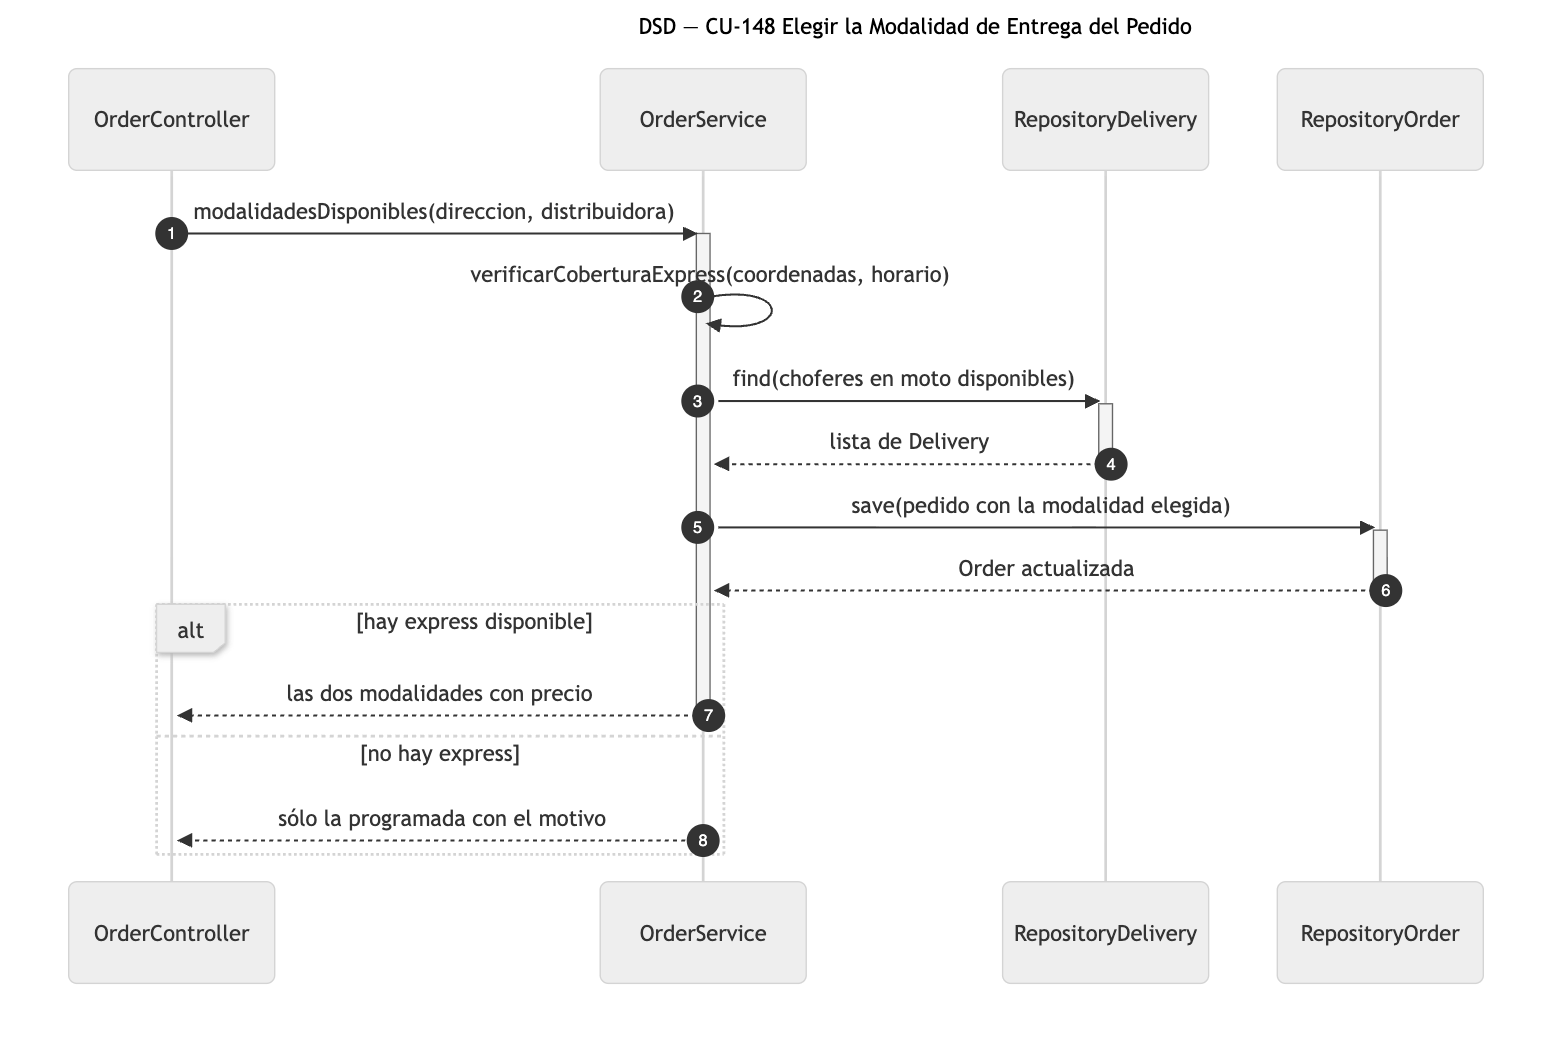 DSD — CU-148 Elegir la Modalidad de Entrega del Pedido
OrderController
OrderService
RepositoryDelivery
RepositoryOrder
modalidadesDisponibles(direccion, distribuidora)
1
verificarCoberturaExpress(coordenadas, horario)
2
find(choferes en moto disponibles)
3
lista de Delivery
4
save(pedido con la modalidad elegida)
5
Order actualizada
6
alt
[hay express disponible]
las dos modalidades con precio
7
[no hay express]
sólo la programada con el motivo
8
OrderController
OrderService
RepositoryDelivery
RepositoryOrder